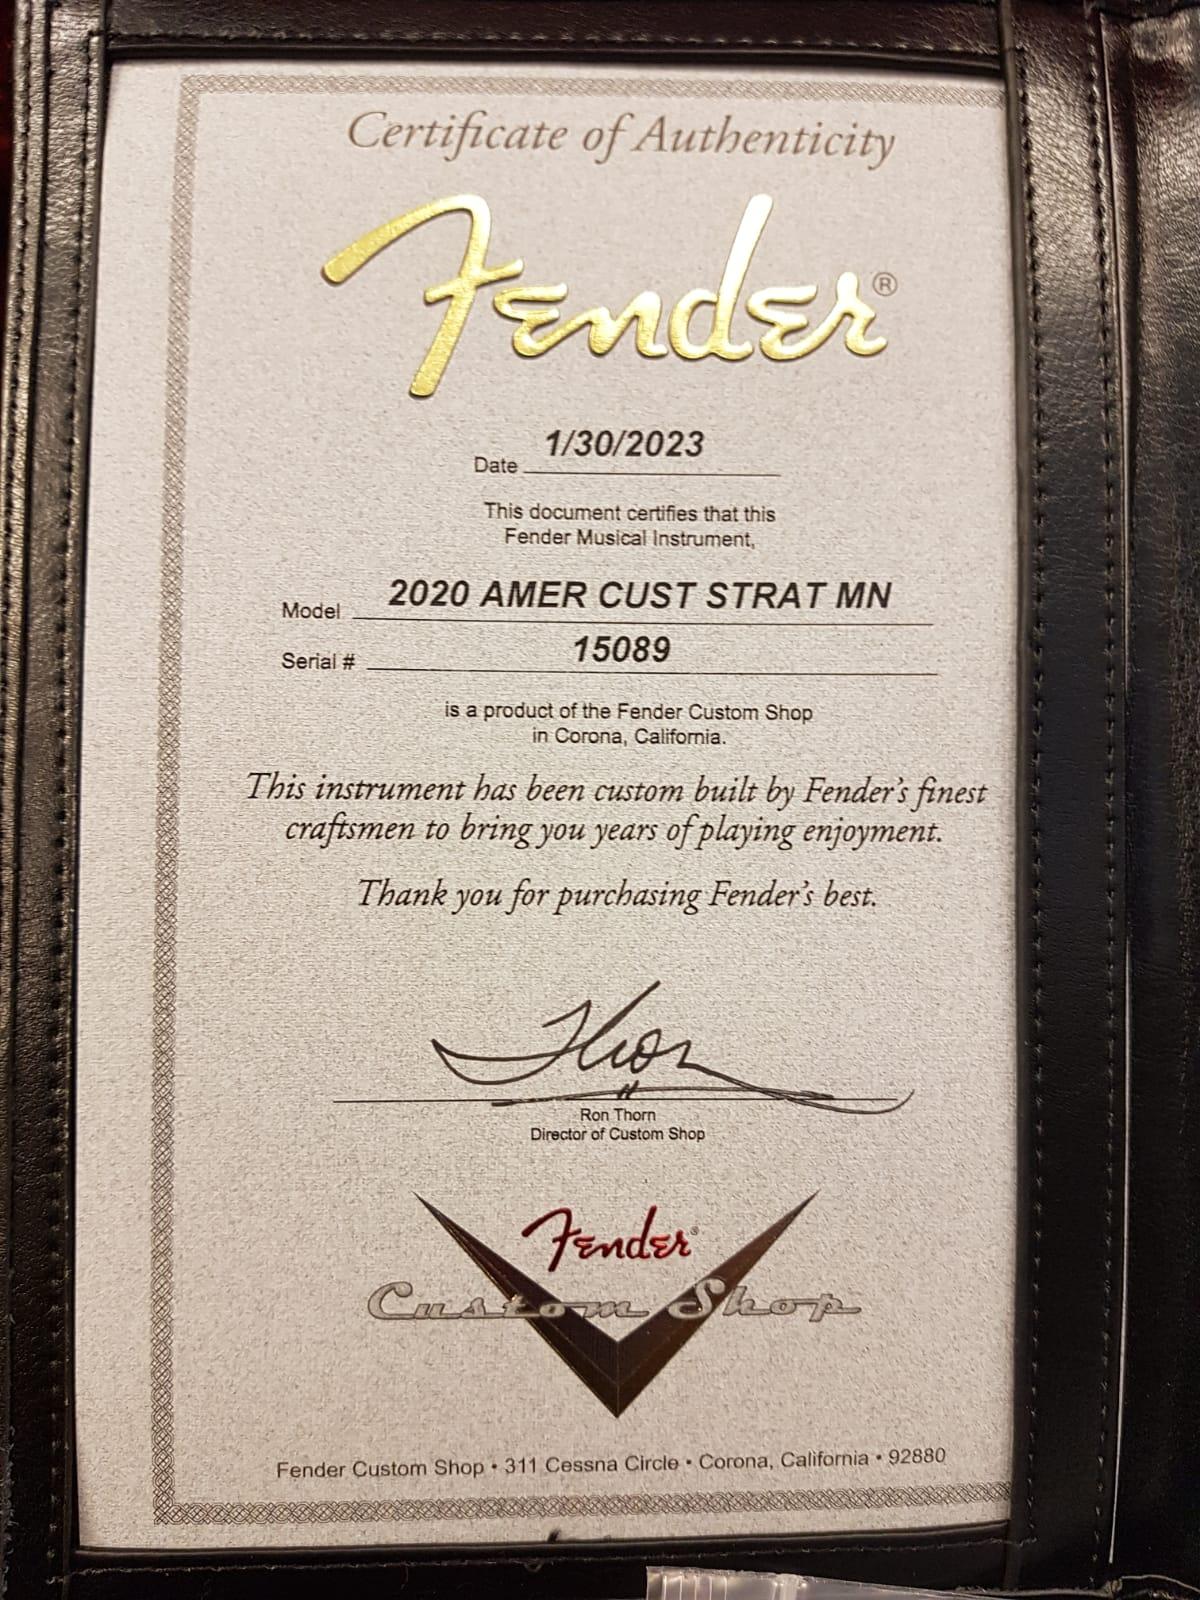 Certificate of Authenticity
Fender®
Date 1/30/2023
This document certifies that this
Fender Musical Instrument,
Model 2020 AMER CUST STRAT MN
Serial # 15089
is a product of the Fender Custom Shop
in Corona, California.
This instrument has been custom built by Fender's finest
craftsmen to bring you years of playing enjoyment.
Thank you for purchasing Fender's best.
Thorn
Ron Thorn
Director of Custom Shop
Fender®
Custom Shop
Fender Custom Shop • 311 Cessna Circle • Corona, California • 92880